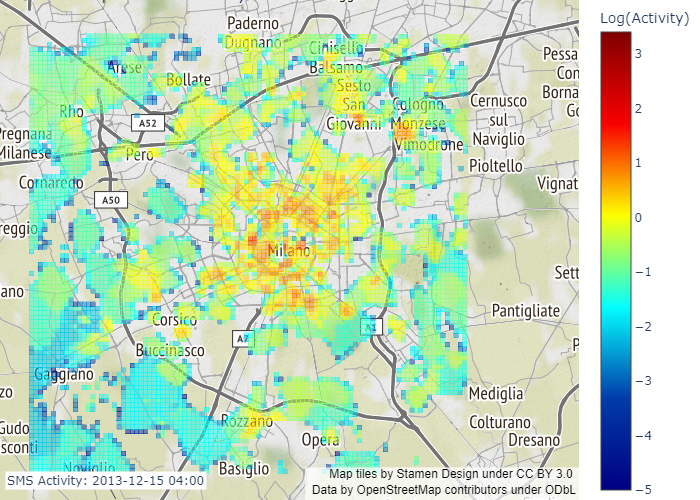 Paderno
Dugnano
Cinisello
Balsamo
Pessa
Con
Borna
Go
Arese
Bollate
Sesto
San
Giovanni
Cologno
Monzese
Cernusco
sul
Naviglio
Rho
A52
Vimodrone
Pregnana
Milanese
Pero
Pioltello
Cornaredo
Vignat
A50
reggio
Milano
Sett
ano
Pantigliate
Corsico
A1
A7
Buccinasco
P
Gaggiano
zo
Mediglia
Rozzano
Colturano
Gudo
sconti
Opera
Dresano
Noviglio
Basiglio
SMS Activity: 2013-12-15 04:00
Map tiles by Stamen Design under CC BY 3.0
Data by OpenStreetMap contributors under ODbL
Log(Activity)
3
2
1
0
−1
−2
−3
−4
−5